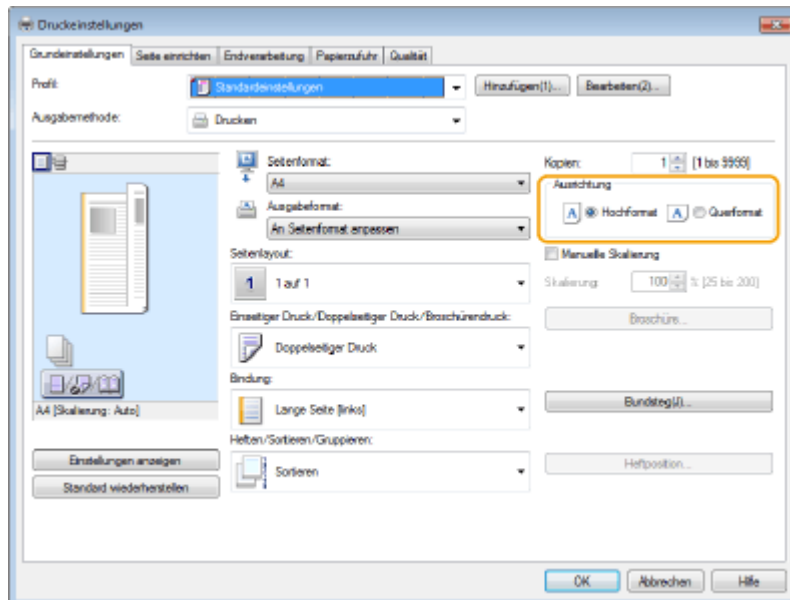 Druckeinstellungen
Grundeinstellungen Seite einrichten Endverarbeitung Papierzufuhr Qualität
Profil: Standardeinstellungen Hinzufügen(1)... Bearbeiten(2)...
Ausgabemethode: Drucken
Seitenformat: Kopien: 1 [1 bis 9999]
A4 Ausrichtung
Ausgabeformat: A Hochformat A Querformat
An Seitenformat anpassen
Seitenlayout: Manuelle Skalierung
1 1 auf 1 Skalierung: 100 % [25 bis 200]
Einseitiger Druck/Doppelseitiger Druck/Broschürendruck: Broschüre...
Doppelseitiger Druck
Bindung:
A4 [Skalierung: Auto] Lange Seite [links] Bundsteg(J)...
Heften/Sortieren/Gruppieren:
Einstellungen anzeigen Sortieren Heftposition...
Standard wiederherstellen
OK Abbrechen Hilfe